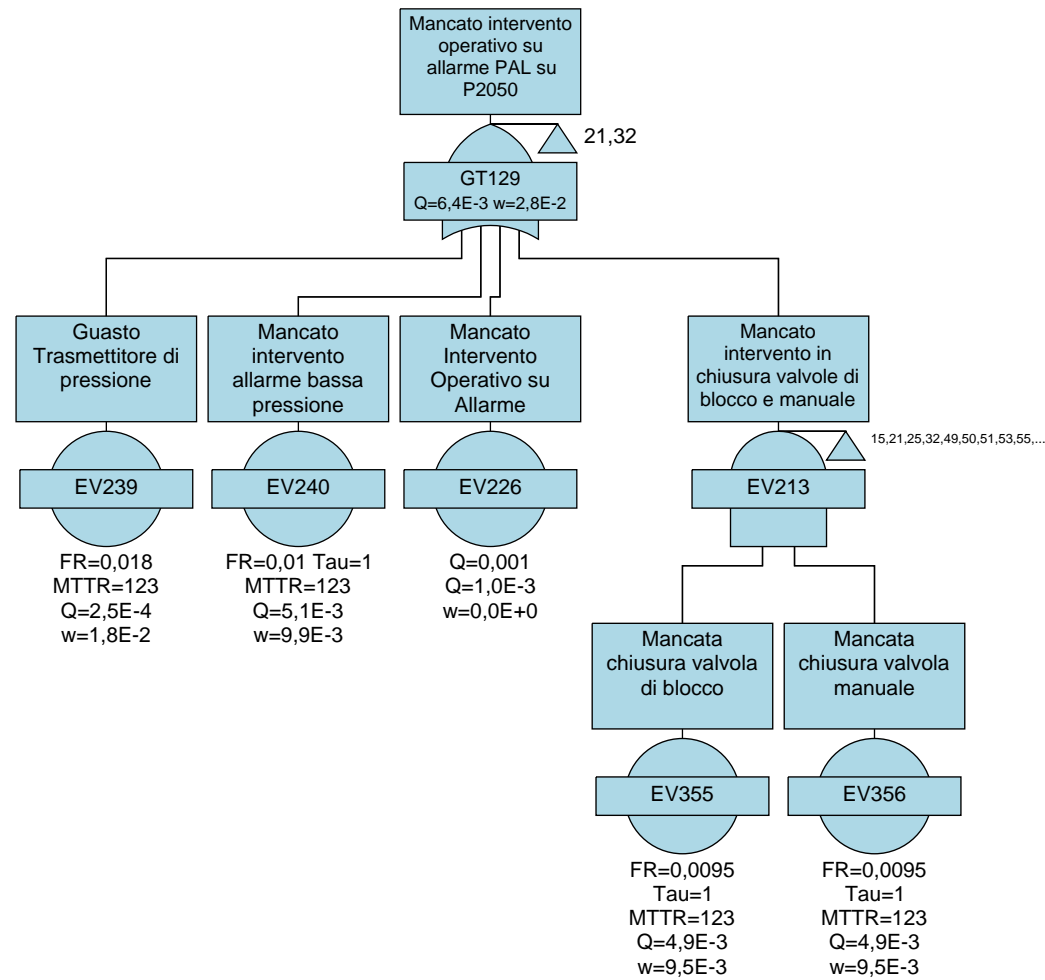 Mancato intervento
operativo su
allarme PAL su
P2050
21,32
GT129
Q=6,4E-3 w=2,8E-2
Guasto
Trasmettitore di
pressione
EV239
FR=0,018
MTTR=123
Q=2,5E-4
w=1,8E-2
Mancato
intervento
allarme bassa
pressione
EV240
FR=0,01 Tau=1
MTTR=123
Q=5,1E-3
w=9,9E-3
Mancato
Intervento
Operativo su
Allarme
EV226
Q=0,001
Q=1,0E-3
w=0,0E+0
Mancato
intervento in
chiusura valvole di
blocco e manuale
15,21,25,32,49,50,51,53,55,...
EV213
Mancata
chiusura valvola
di blocco
EV355
FR=0,0095
Tau=1
MTTR=123
Q=4,9E-3
w=9,5E-3
Mancata
chiusura valvola
manuale
EV356
FR=0,0095
Tau=1
MTTR=123
Q=4,9E-3
w=9,5E-3